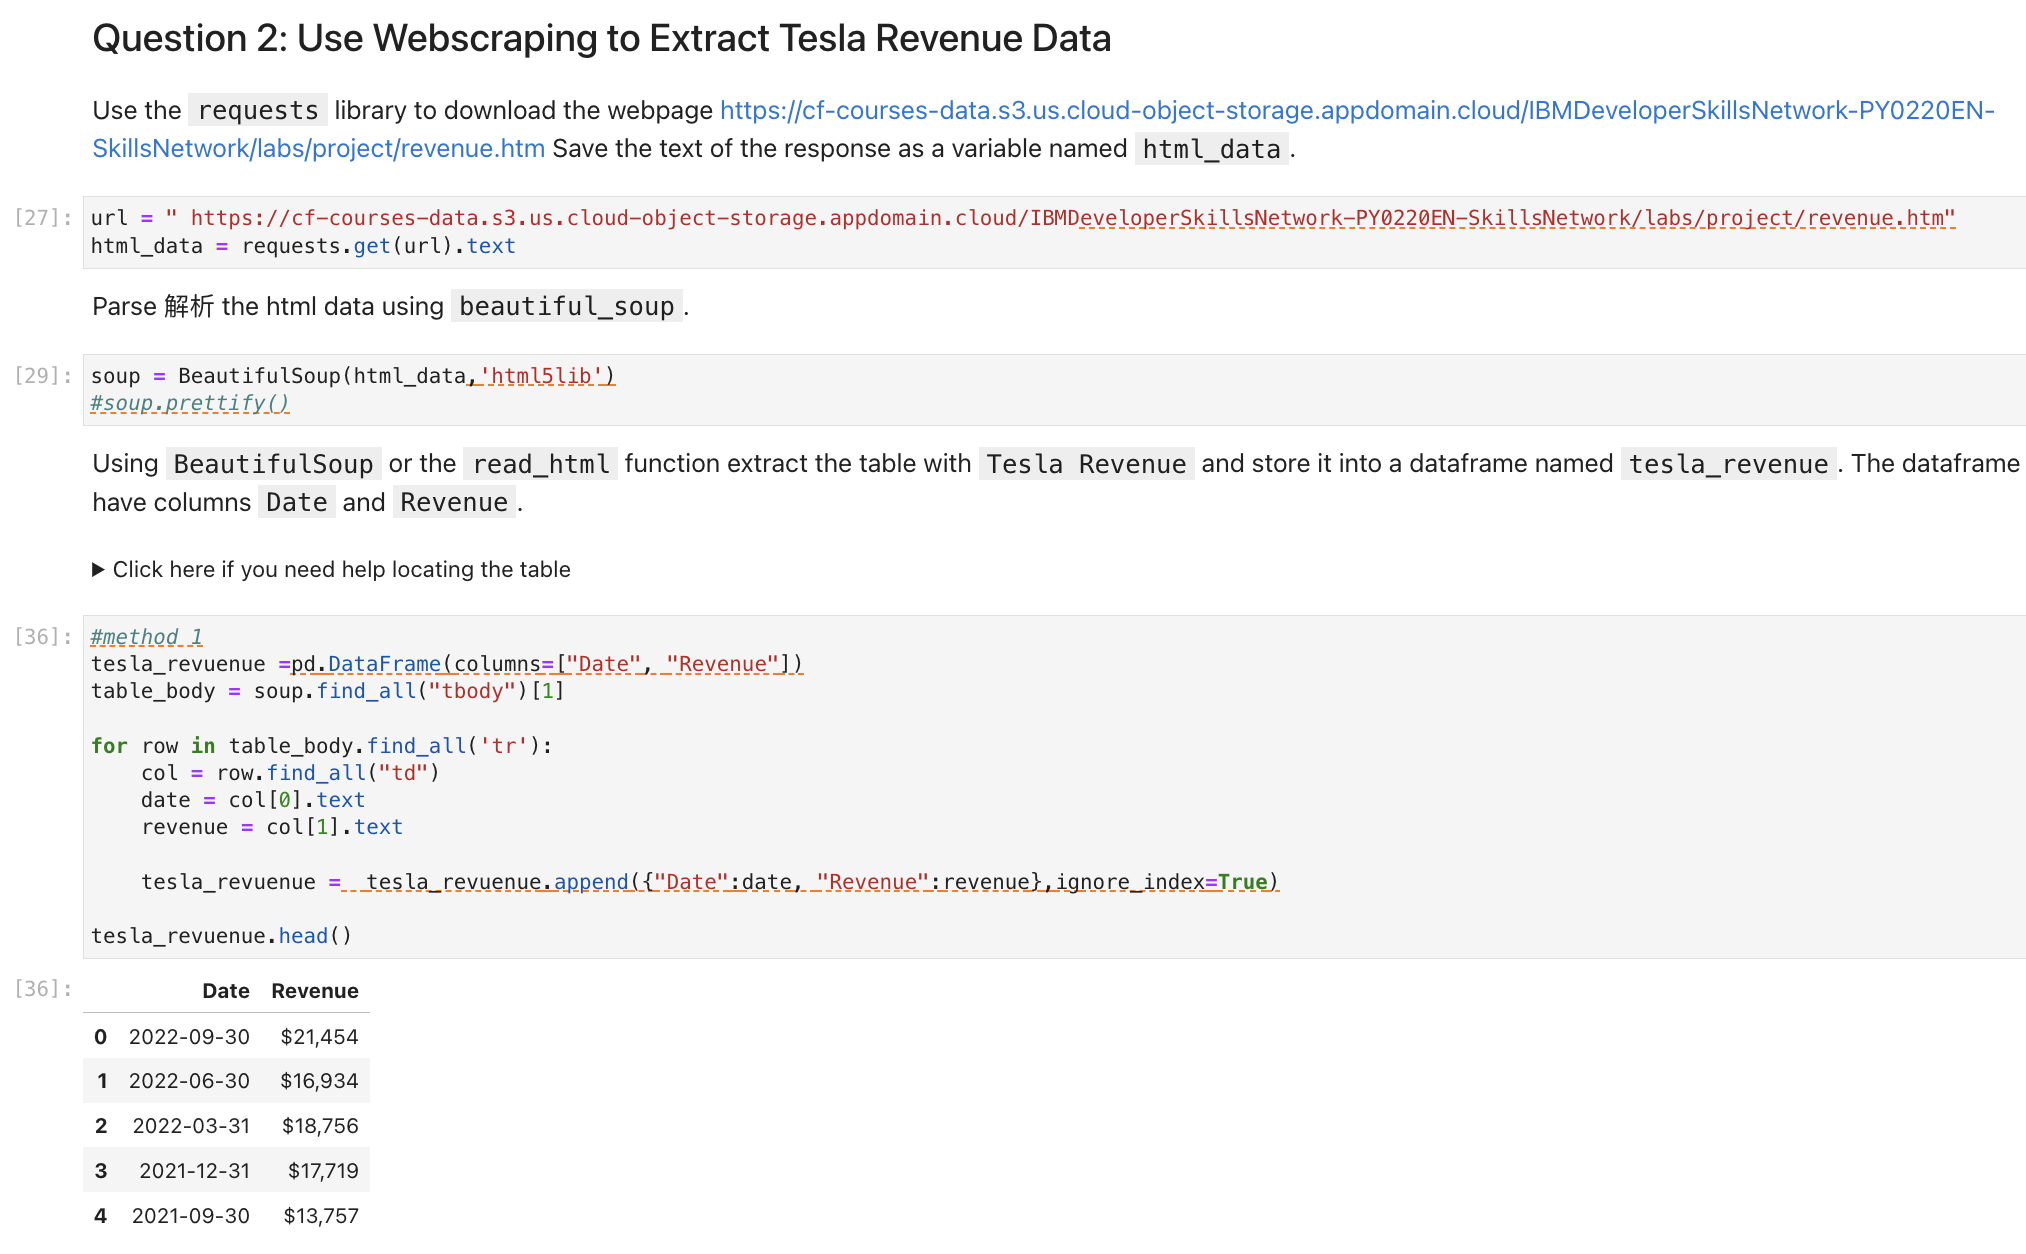 Question 2: Use Webscraping to Extract Tesla Revenue Data
Use the requests library to download the webpage https://cf-courses-data.s3.us.cloud-object-storage.appdomain.cloud/IBMDeveloperSkillsNetwork-PY0220EN-
SkillsNetwork/labs/project/revenue.htm Save the text of the response as a variable named html_data.
[27]: url = " https://cf-courses-data.s3.us.cloud-object-storage.appdomain.cloud/IBMDeveloperSkillsNetwork-PY0220EN-SkillsNetwork/labs/project/revenue.htm"
html_data = requests.get(url).text
Parse 解析 the html data using beautiful_soup.
[29]: soup = BeautifulSoup(html_data,'html5lib')
#soup.prettify()
Using BeautifulSoup or the read_html function extract the table with Tesla Revenue and store it into a dataframe named tesla_revenue. The dataframe
have columns Date and Revenue.
▶ Click here if you need help locating the table
[36]: #method 1
tesla_revuenue =pd.DataFrame(columns=["Date", "Revenue"])
table_body = soup.find_all("tbody")[1]
for row in table_body.find_all('tr'):
    col = row.find_all("td")
    date = col[0].text
    revenue = col[1].text
    tesla_revuenue =  tesla_revuenue.append({"Date":date, "Revenue":revenue},ignore_index=True)
tesla_revuenue.head()
[36]: Date Revenue
0 2022-09-30 $21,454
1 2022-06-30 $16,934
2 2022-03-31 $18,756
3 2021-12-31 $17,719
4 2021-09-30 $13,757